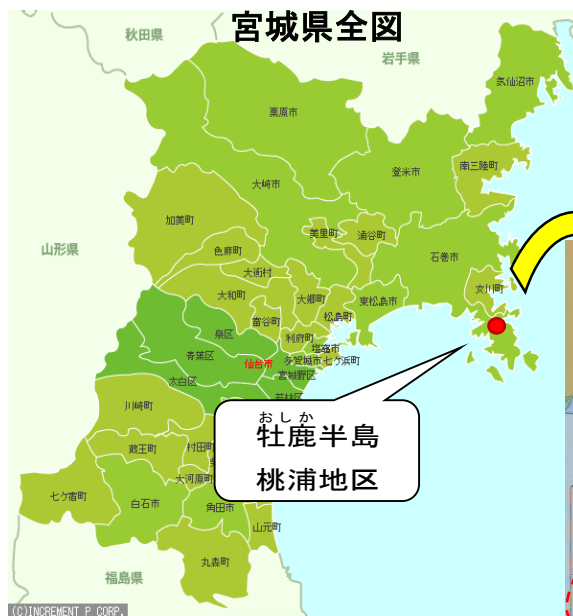 宮城県全図
秋田県
岩手県
気仙沼市
栗原市
登米市
南三陸町
大崎市
加美町
美里町
涌谷町
山形県
色麻町
石巻市
大衡村
女川町
大和町
大郷町
東松島市
富谷町
松島町
泉区
利府町
塩竈市
青葉区
仙台市
多賀城市
七ヶ浜町
太白区
宮城野区
川崎町
おしか
牡鹿半島
桃浦地区
蔵王町
村田町
大河原町
七ケ宿町
白石市
角田市
山元町
丸森町
福島県
(C)INCREMENT P CORP.